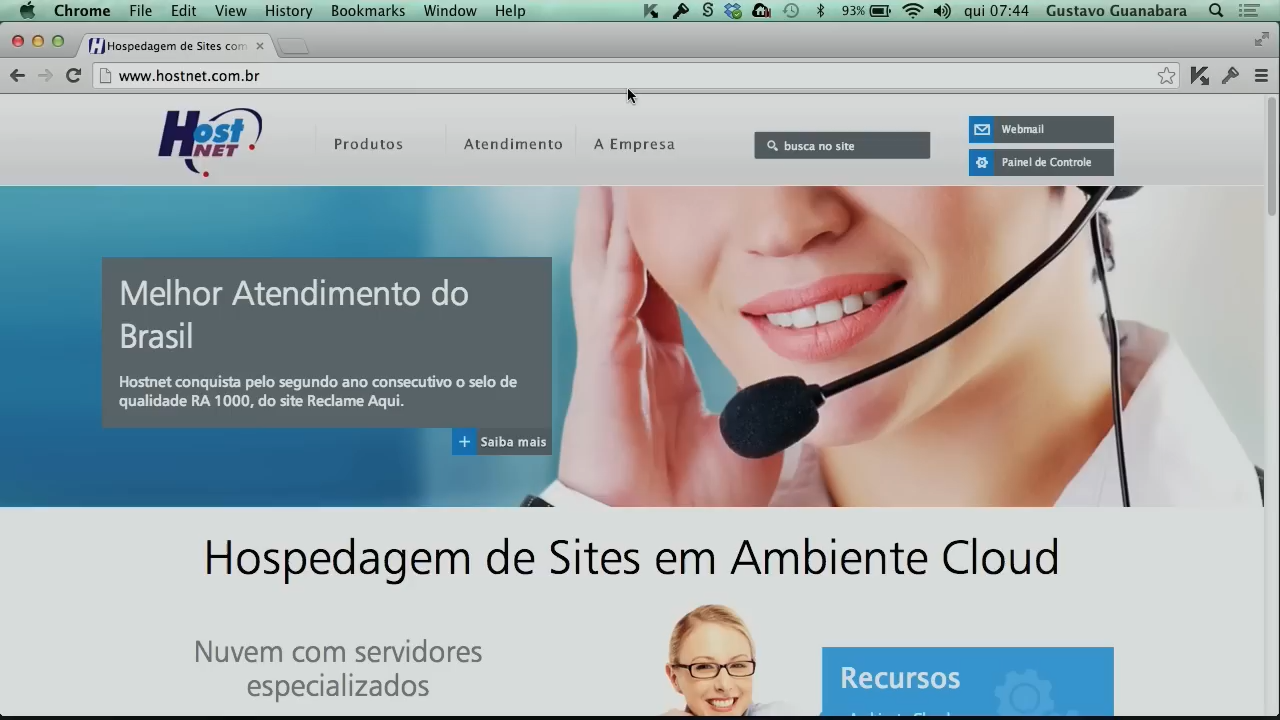 Chrome File Edit View History Bookmarks Window Help 93% qui 07:44 Gustavo Guanabara
Hospedagem de Sites com
www.hostnet.com.br
HOST NET
Produtos
Atendimento
A Empresa
busca no site
Webmail
Painel de Controle
Melhor Atendimento do
Brasil
Hostnet conquista pelo segundo ano consecutivo o selo de
qualidade RA 1000, do site Reclame Aqui.
Saiba mais
Hospedagem de Sites em Ambiente Cloud
Nuvem com servidores
especializados
Recursos